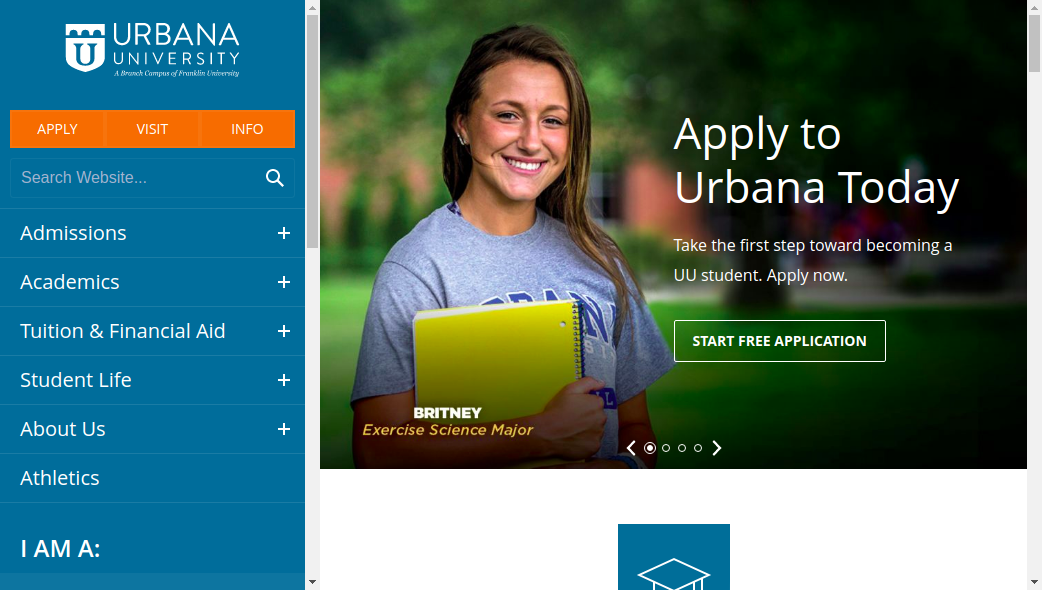 URBANA
UNIVERSITY
A Branch Campus of Franklin University
APPLY
VISIT
INFO
Search Website...
Admissions
Academics
Tuition & Financial Aid
Student Life
About Us
Athletics
I AM A:
Apply to
Urbana Today
Take the first step toward becoming a
UU student. Apply now.
START FREE APPLICATION
BRITNEY
Exercise Science Major